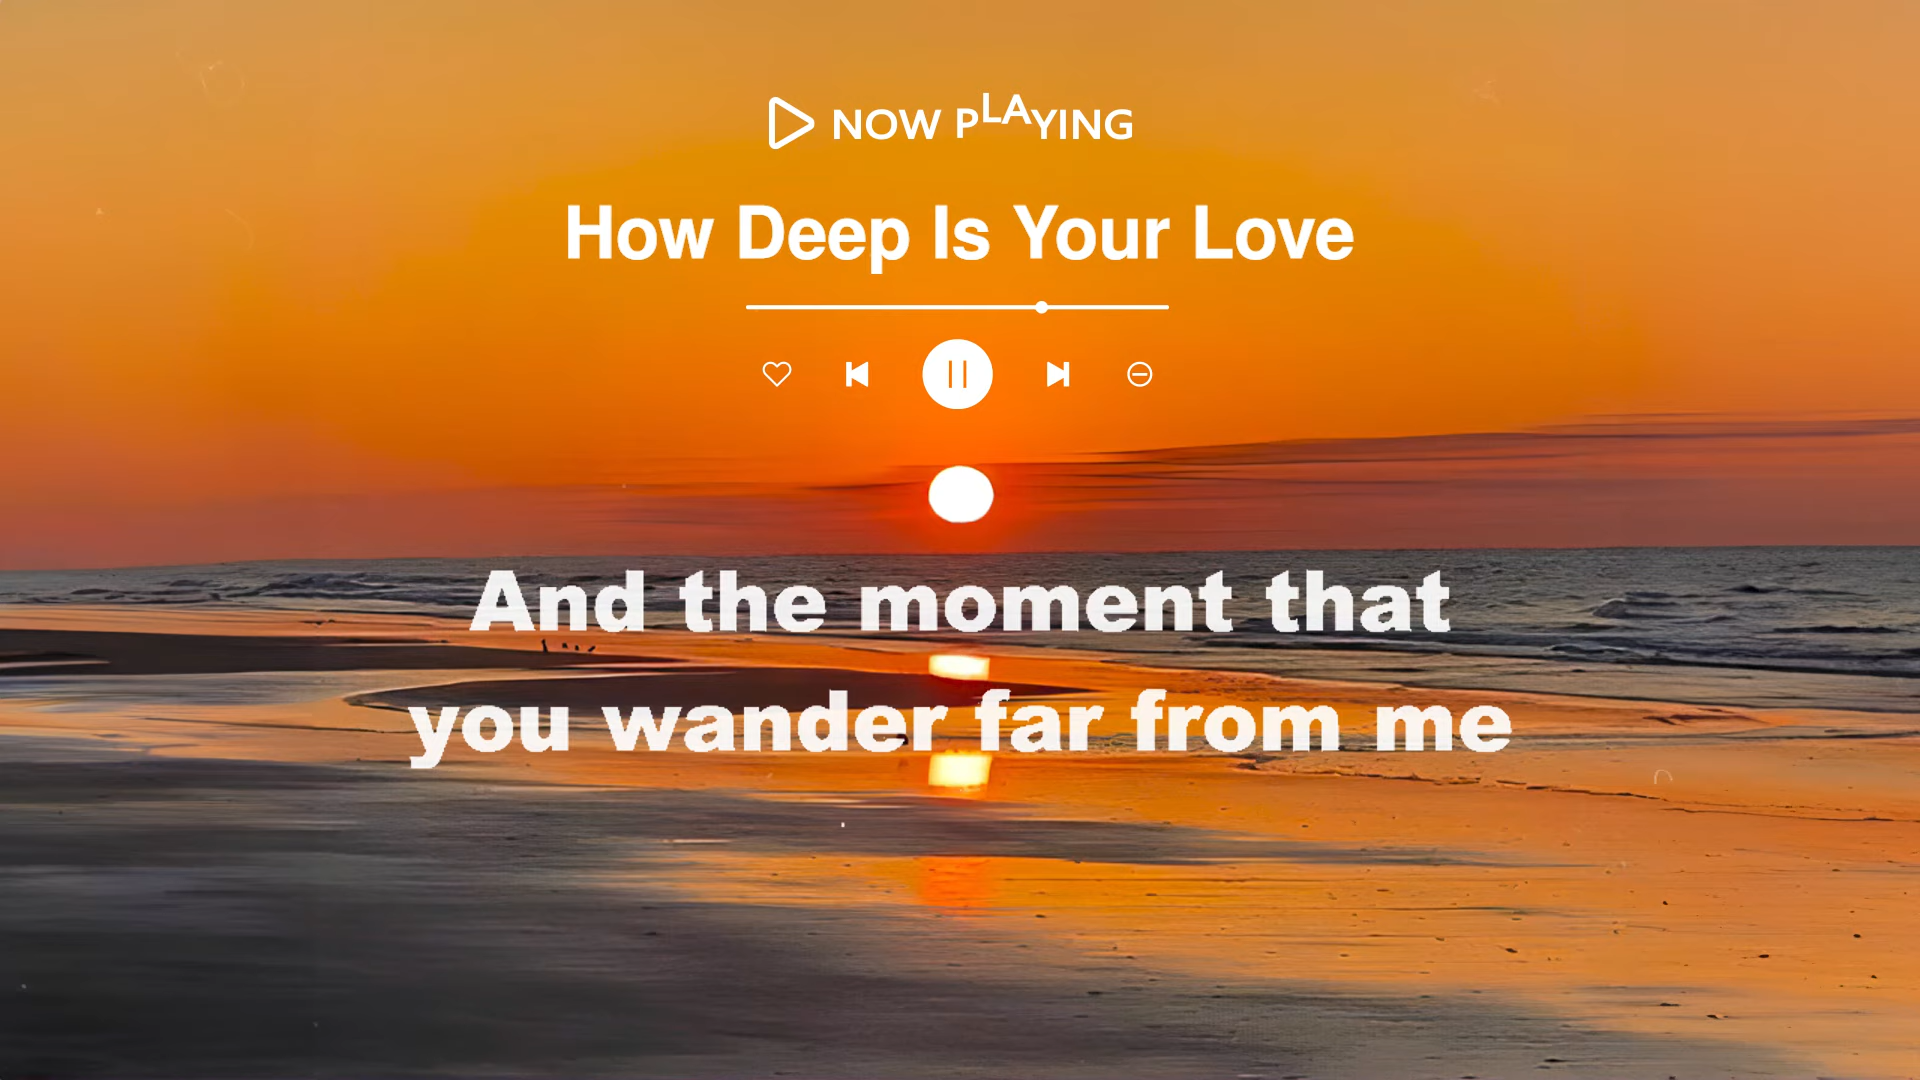 NOW PLAYING
How Deep Is Your Love
And the moment that
you wander far from me